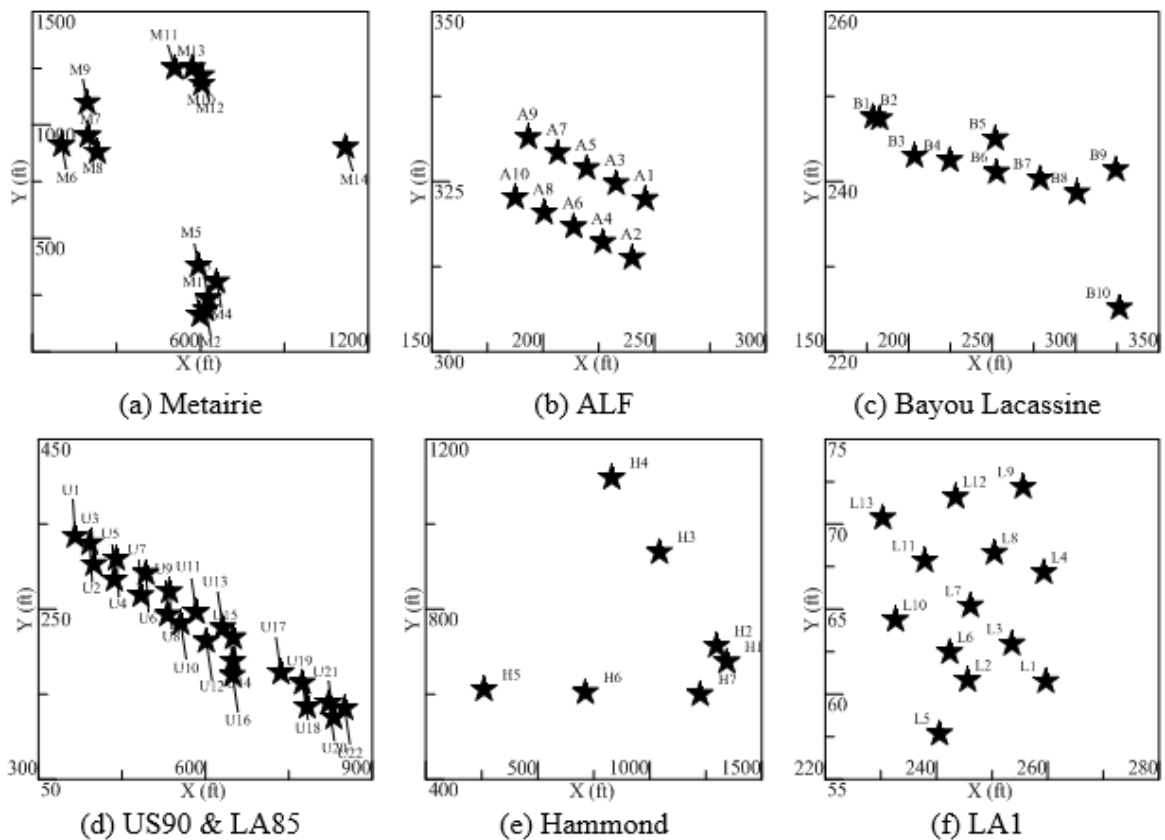 1500
M11
M13
M9
M7
M10
M12
1000
M6
M8
M14
Y (ft)
500
M5
M1
M4
M2
600
1200
X (ft)
(a) Metairie
350
A9
A7
A5
A3
A1
A10
A8
A6
A4
A2
325
Y (ft)
150
300
200
250
300
X (ft)
(b) ALF
260
B1
B2
B5
B3
B4
B6
B7
B8
B9
240
Y (ft)
B10
150
220
200
250
300
350
X (ft)
(c) Bayou Lacassine
450
U1
U3
U5
U7
U9
U11
U13
U2
U4
U6
U8
U15
250
Y (ft)
U10
U12
U14
U16
U17
U19
U21
U18
U20
U22
300
50
600
900
X (ft)
(d) US90 & LA85
1200
H4
H3
800
Y (ft)
H2
H1
H5
H6
H7
400
500
1000
1500
X (ft)
(e) Hammond
75
L9
L12
L13
70
L8
L11
L4
L7
L10
65
Y (ft)
L3
L6
L2
L1
60
L5
220
55
240
260
280
X (ft)
(f) LA1